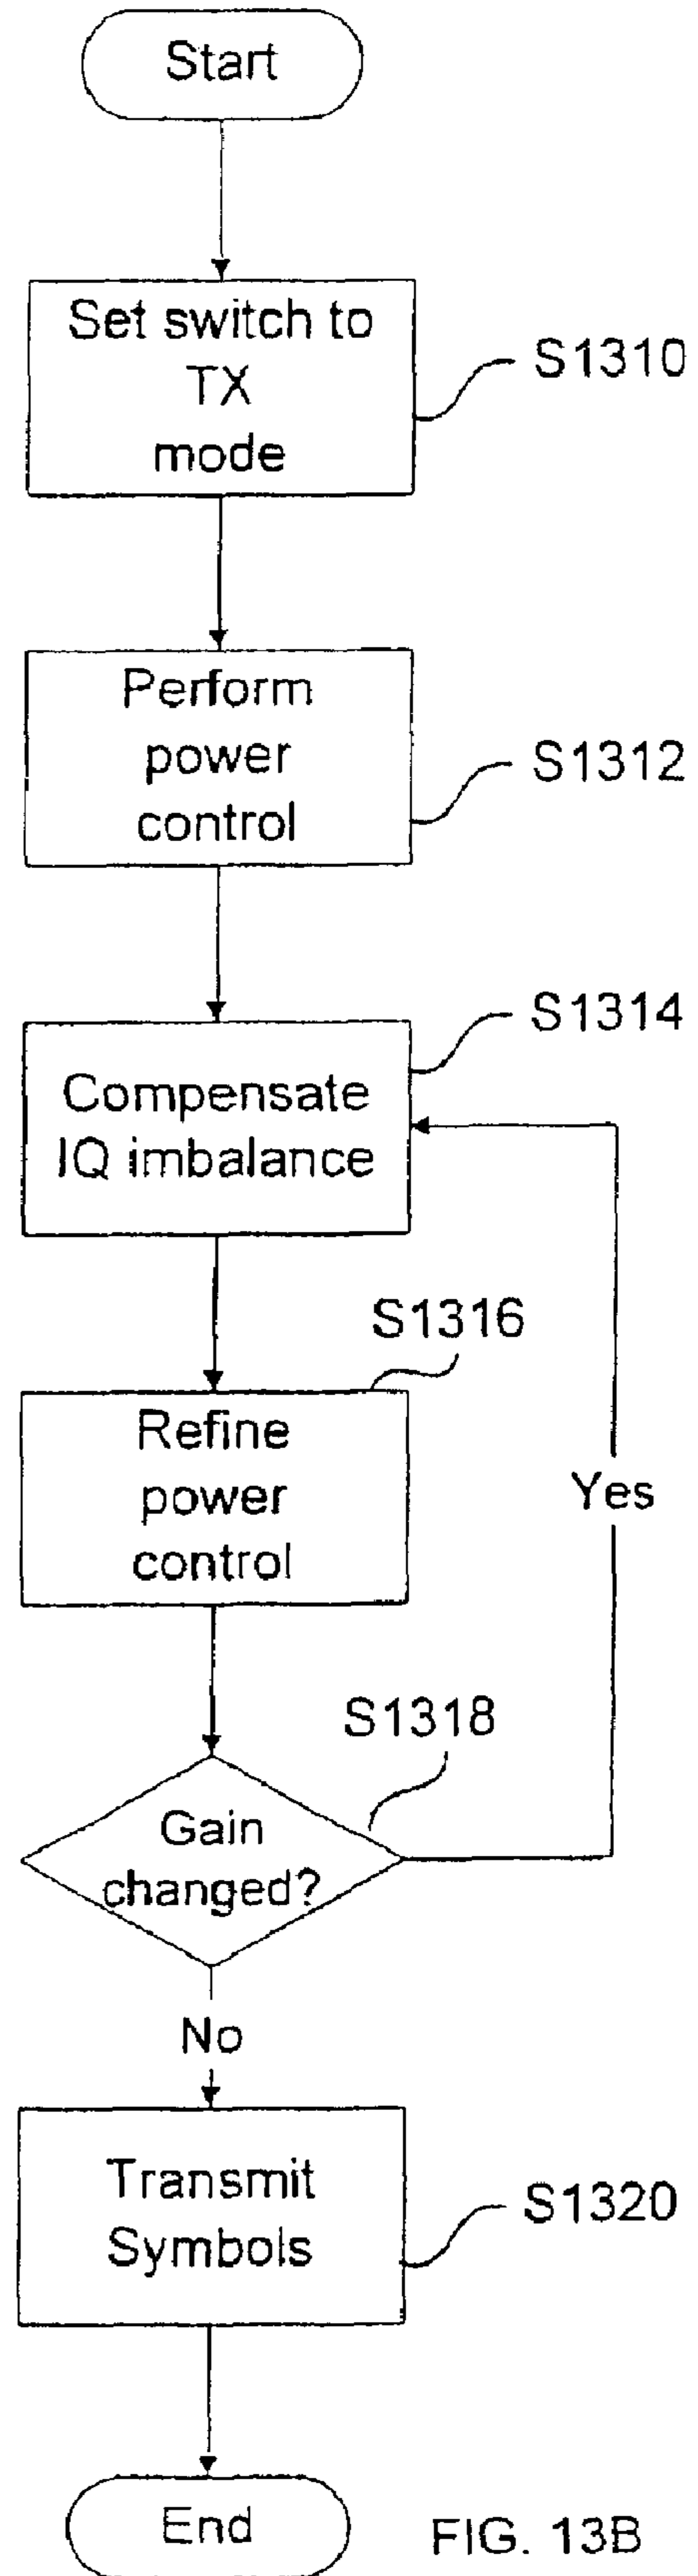 Start
Set switch to
TX
mode
S1310
Perform
power
control
S1312
S1314
Compensate
IQ imbalance
S1316
Refine
power
control
Yes
S1318
Gain
changed?
No
Transmit
Symbols
S1320
End
FIG. 13B